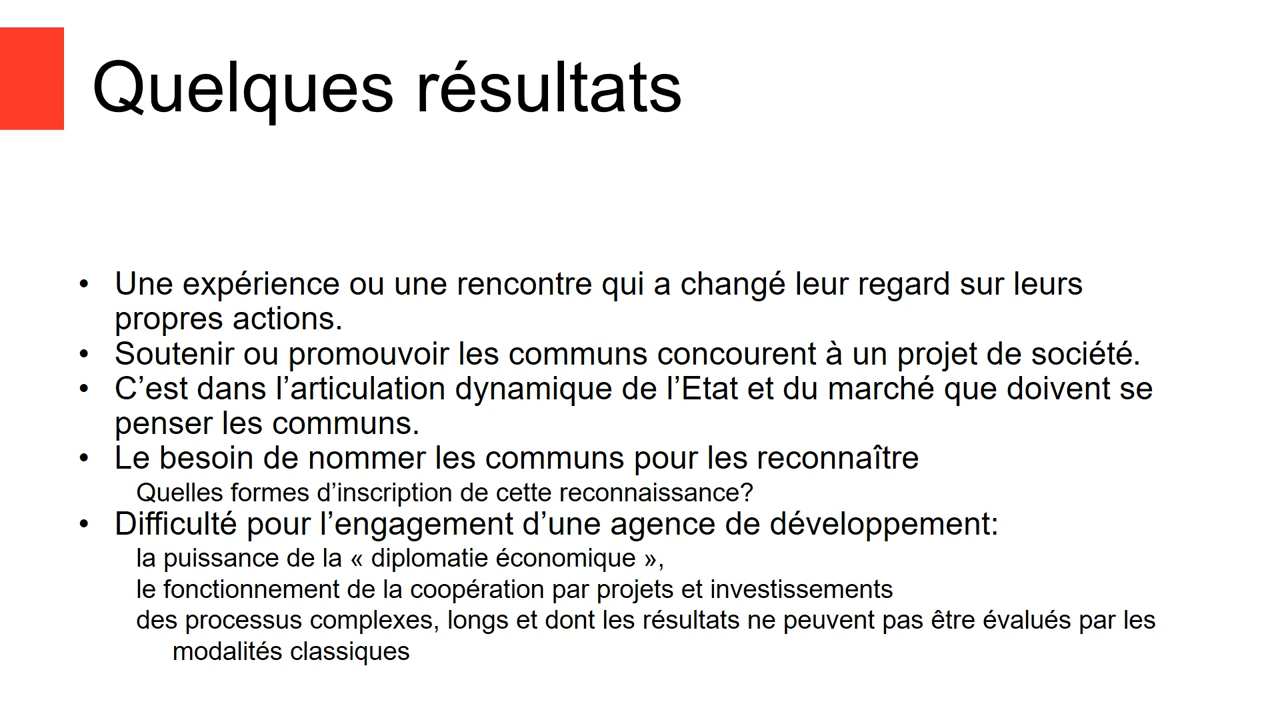 Quelques résultats
• Une expérience ou une rencontre qui a changé leur regard sur leurs
propres actions.
• Soutenir ou promouvoir les communs concourent à un projet de société.
• C’est dans l’articulation dynamique de l’Etat et du marché que doivent se
penser les communs.
• Le besoin de nommer les communs pour les reconnaître
Quelles formes d’inscription de cette reconnaissance?
• Difficulté pour l’engagement d’une agence de développement:
la puissance de la « diplomatie économique »,
le fonctionnement de la coopération par projets et investissements
des processus complexes, longs et dont les résultats ne peuvent pas être évalués par les
modalités classiques